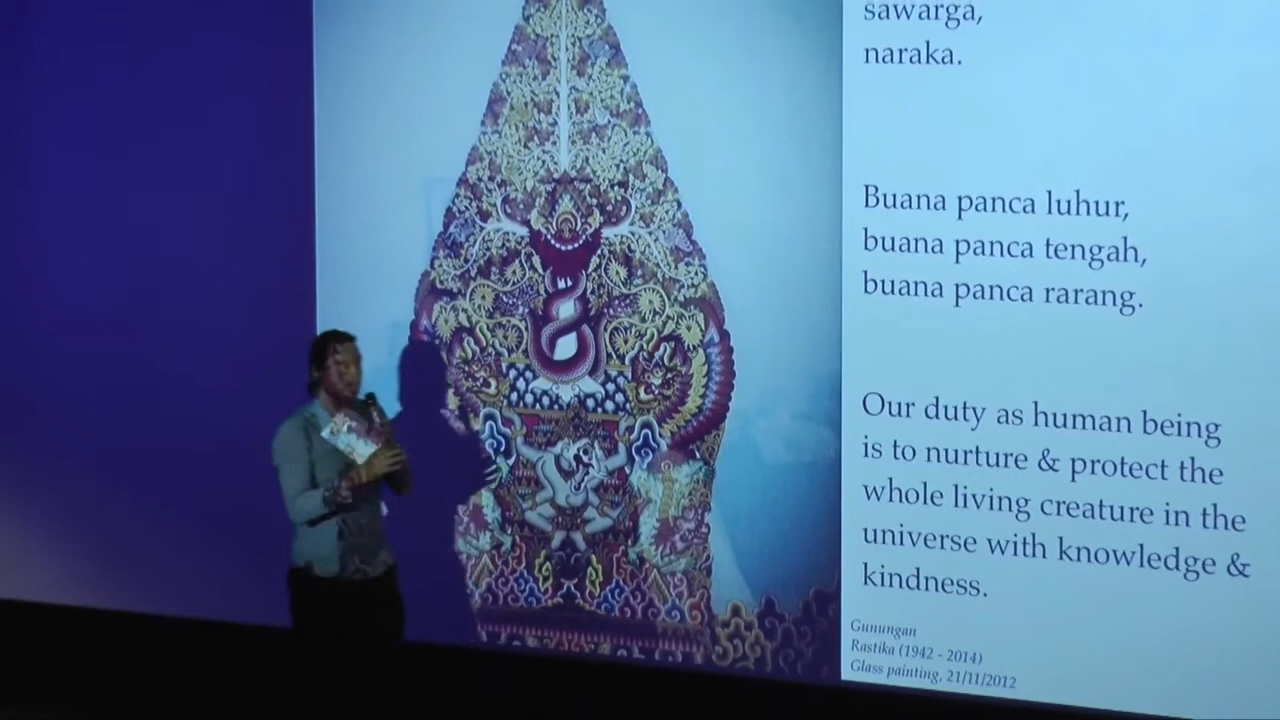 sawarga,
naraka.
Buana panca luhur,
buana panca tengah,
buana panca rarang.
Our duty as human being
is to nurture & protect the
whole living creature in the
universe with knowledge &
kindness.
Gunungan
Rastika (1942 - 2014)
Glass painting, 21/11/2012